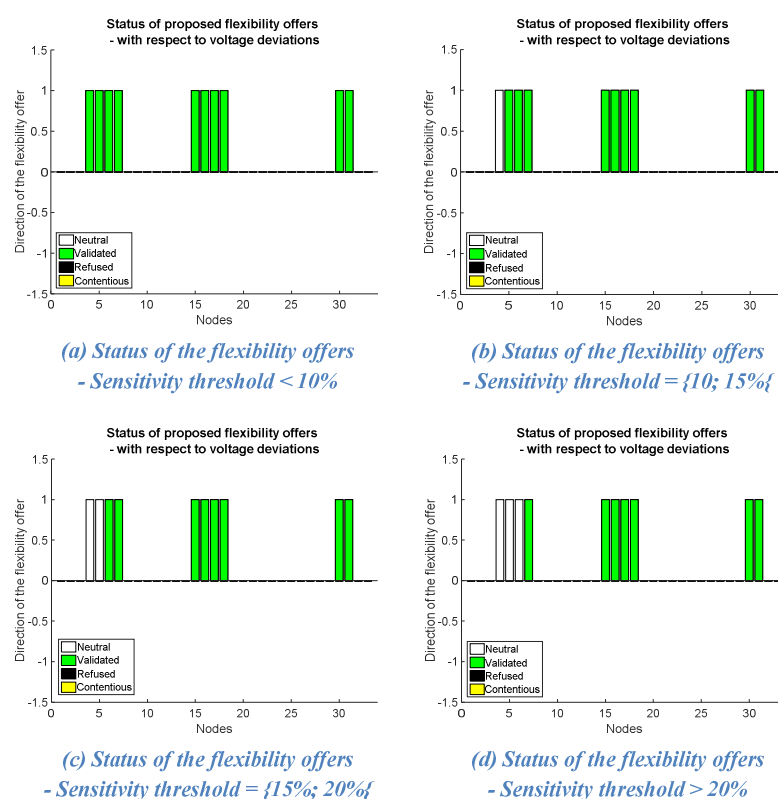 Status of proposed flexibility offers
- with respect to voltage deviations
1.5
1
0.5
0
-0.5
-1
-1.5
Direction of the flexibility offer
Neutral
Validated
Refused
Contentious
0 5 10 15 20 25 30
Nodes
(a) Status of the flexibility offers
- Sensitivity threshold < 10%
Status of proposed flexibility offers
- with respect to voltage deviations
1.5
1
0.5
0
-0.5
-1
-1.5
Direction of the flexibility offer
Neutral
Validated
Refused
Contentious
0 5 10 15 20 25 30
Nodes
(b) Status of the flexibility offers
- Sensitivity threshold = {10; 15%{
Status of proposed flexibility offers
- with respect to voltage deviations
1.5
1
0.5
0
-0.5
-1
-1.5
Direction of the flexibility offer
Neutral
Validated
Refused
Contentious
0 5 10 15 20 25 30
Nodes
(c) Status of the flexibility offers
- Sensitivity threshold = {15%; 20%{
Status of proposed flexibility offers
- with respect to voltage deviations
1.5
1
0.5
0
-0.5
-1
-1.5
Direction of the flexibility offer
Neutral
Validated
Refused
Contentious
0 5 10 15 20 25 30
Nodes
(d) Status of the flexibility offers
- Sensitivity threshold > 20%